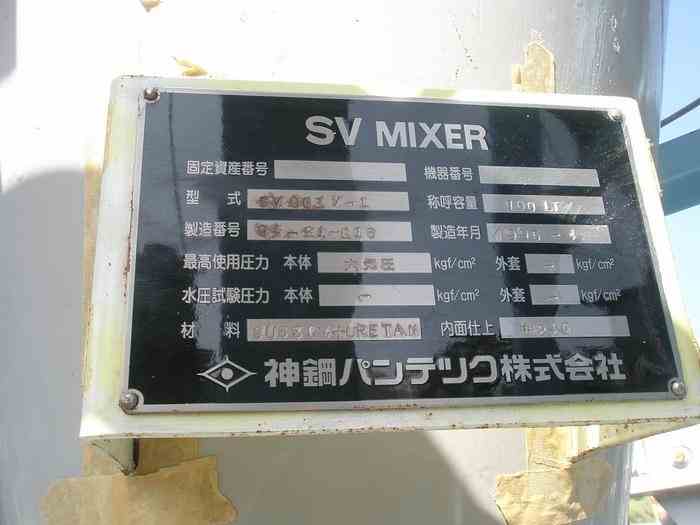 SV MIXER
固定資産番号 機器番号
型式 称呼容量
製造番号 製造年月
最高使用圧力 本体 大気圧 kgf/cm² 外套 - kgf/cm²
水圧試験圧力 本体 kgf/cm² 外套 - kgf/cm²
材料 内面仕上
神鋼パンテツク株式会社